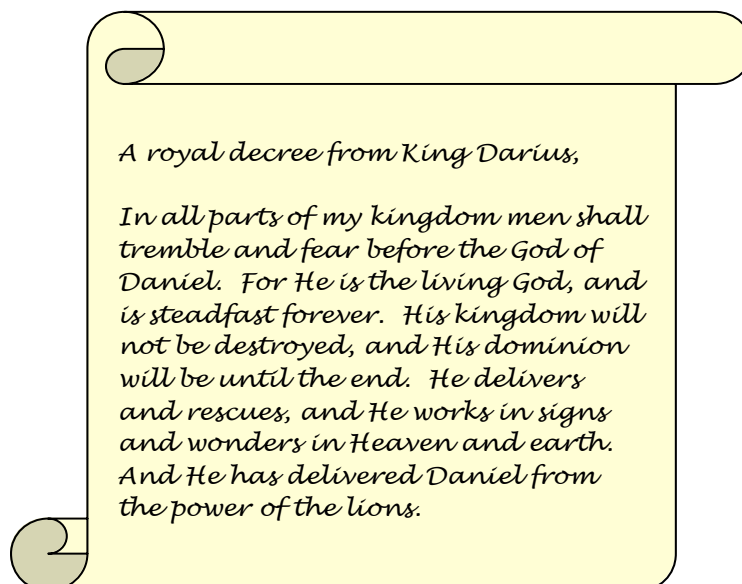 A royal decree from King Darius,
In all parts of my kingdom men shall
tremble and fear before the God of
Daniel.  For He is the living God, and
is steadfast forever.  His kingdom will
not be destroyed, and His dominion
will be until the end.  He delivers
and rescues, and He works in signs
and wonders in Heaven and earth.
And He has delivered Daniel from
the power of the lions.